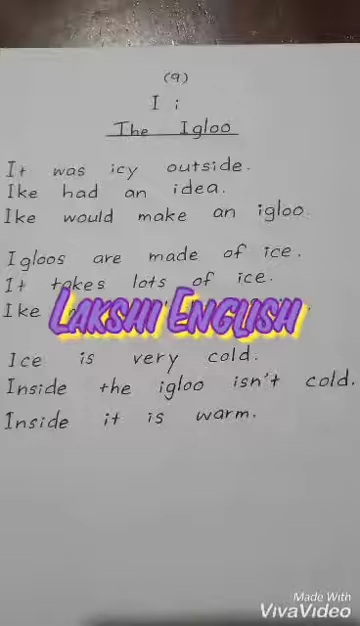 (9)
I i
The Igloo
It was icy outside.
Ike had an idea.
Ike would make an igloo.
Igloos are made of ice.
It takes lots of ice.
Ike
LAKSHI ENGLISH
Ice is very cold.
Inside the igloo isn't cold.
Inside it is warm.
Made With
VivaVideo